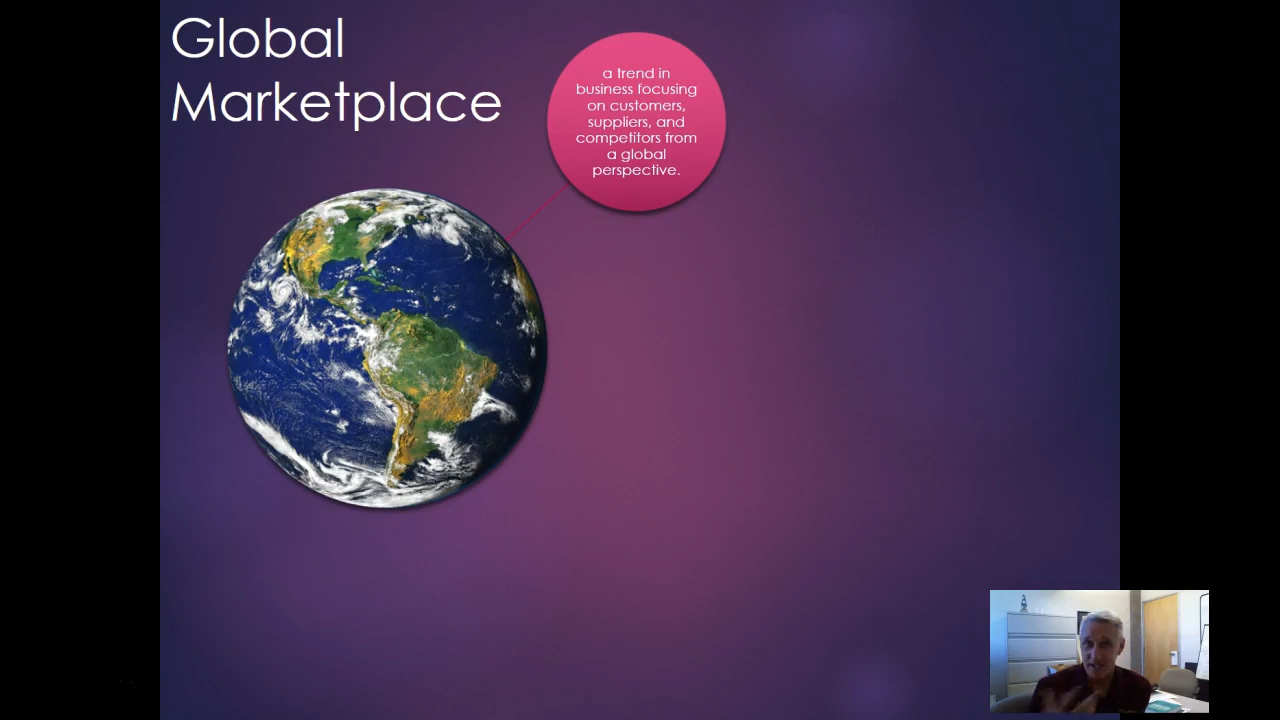 Global
Marketplace
a trend in
business focusing
on customers,
suppliers, and
competitors from
a global
perspective.